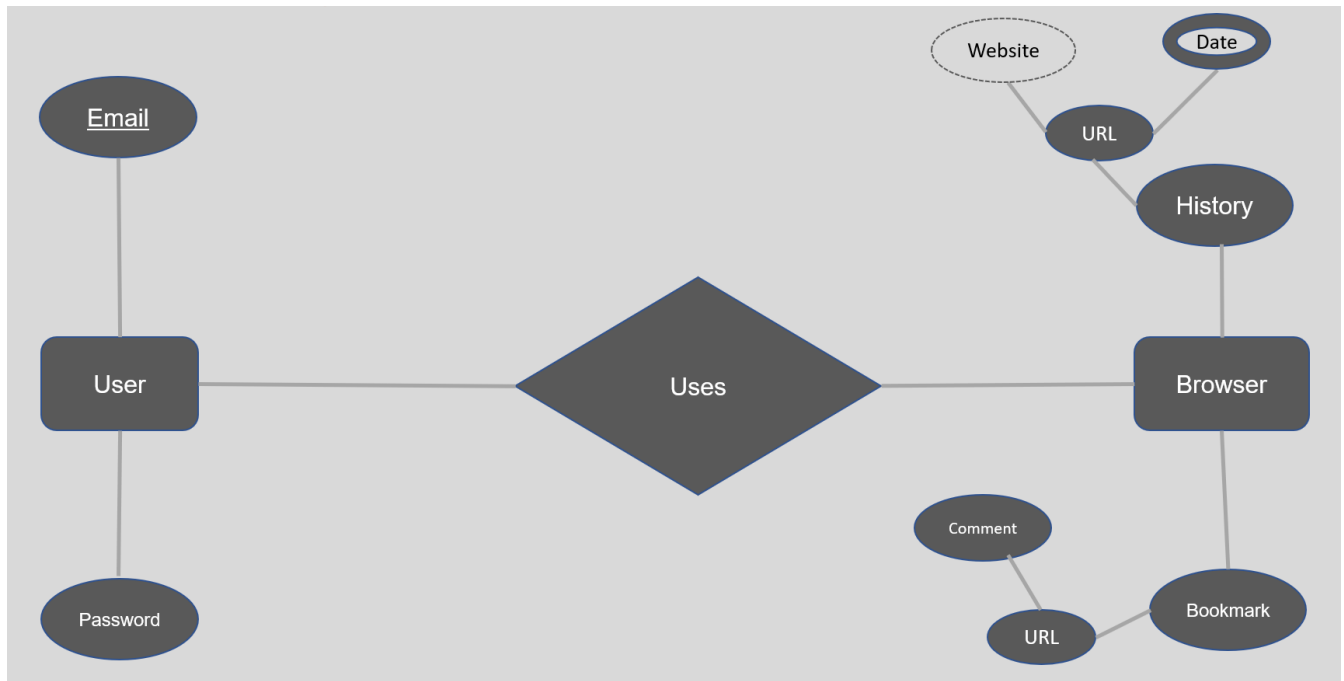 Website
Date
Email
URL
History
User
Uses
Browser
Comment
Password
URL
Bookmark